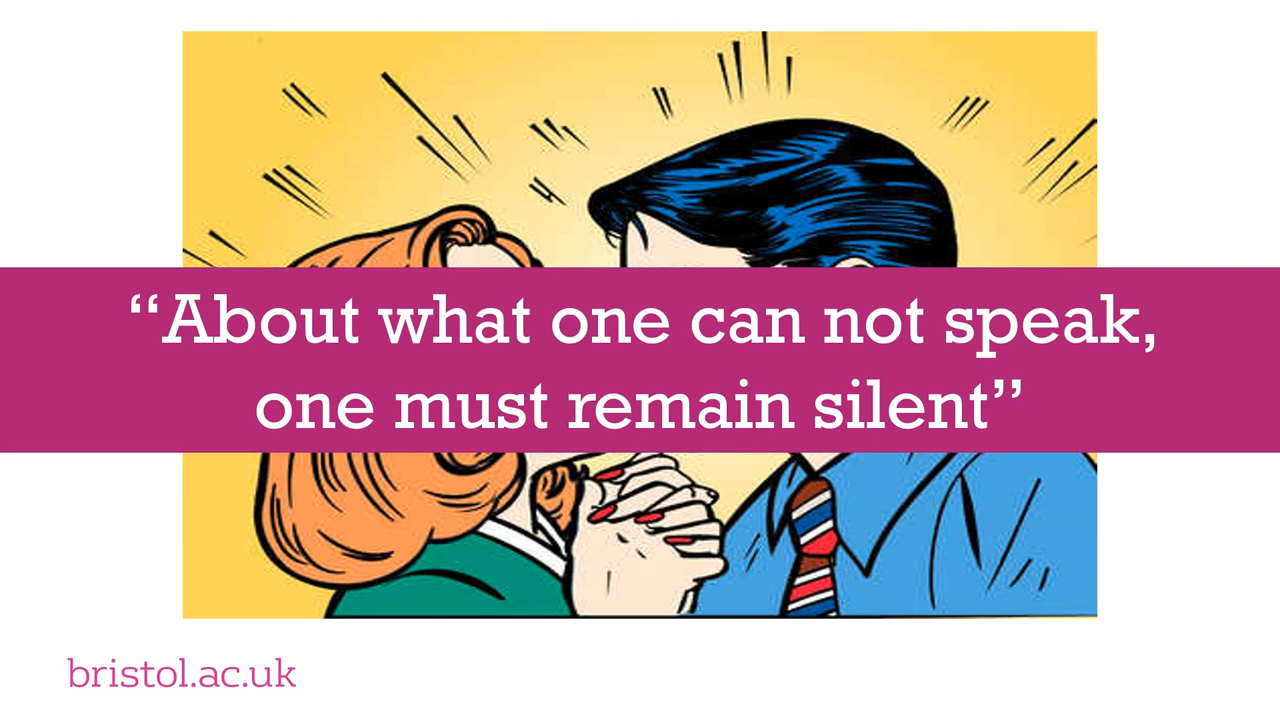 “About what one can not speak,
one must remain silent”
bristol.ac.uk